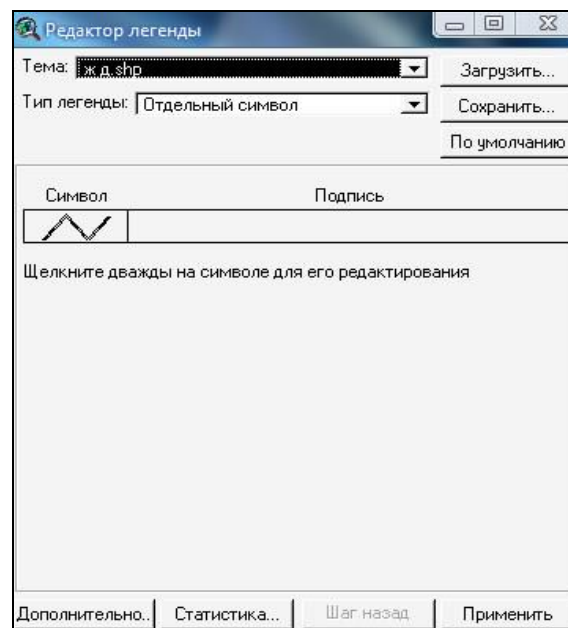 Редактор легенды
Тема: ж д.shp
Загрузить...
Тип легенды: Отдельный символ
Сохранить...
По умолчанию
Символ Подпись
Щелкните дважды на символе для его редактирования
Дополнительно.. Статистика... Шаг назад Применить